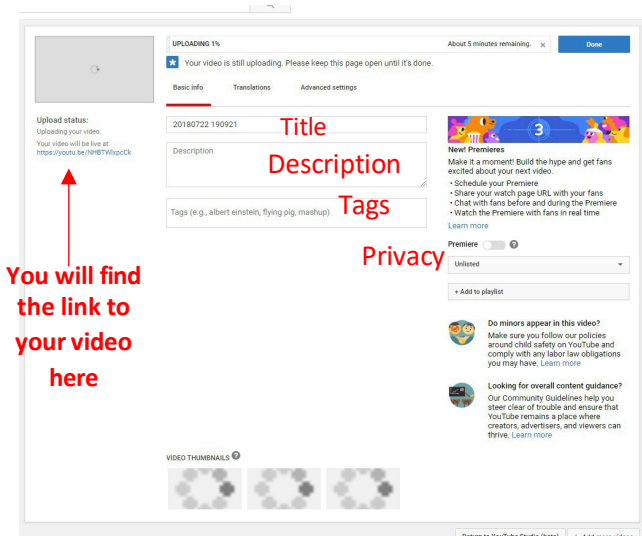 UPLOADING 1%
About 5 minutes remaining. ×
Done
Your video is still uploading. Please keep this page open until it's done.
Basic info
Translations
Advanced settings
Upload status:
Uploading your video.
Your video will be live at:
https://youtu.be/NHBTWlxpcCk
20180722 190921
Title
Description
Description
Tags (e.g., albert einstein, flying pig, mashup)
Tags
Privacy
You will find
the link to
your video
here
3
New! Premieres
Make it a moment! Build the hype and get fans
excited about your next video.
• Schedule your Premiere
• Share your watch page URL with your fans
• Chat with fans before and during the Premiere
• Watch the Premiere with fans in real time
Learn more
Premiere ?
Unlisted
+ Add to playlist
Do minors appear in this video?
Make sure you follow our policies
around child safety on YouTube and
comply with any labor law obligations
you may have. Learn more
Looking for overall content guidance?
Our Community Guidelines help you
steer clear of trouble and ensure that
YouTube remains a place where
creators, advertisers, and viewers can
thrive. Learn more
VIDEO THUMBNAILS ?
Return to YouTube Studio (beta)
+ Add more videos